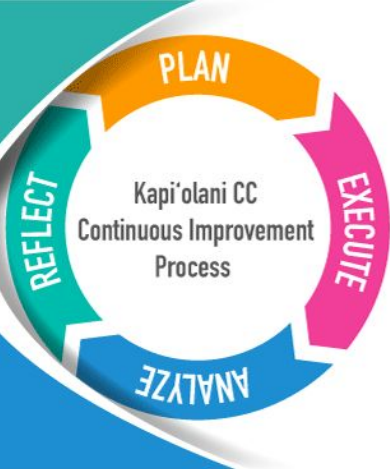 PLAN
EXECUTE
ANALYZE
REFLECT
Kapiʻolani CC
Continuous Improvement
Process